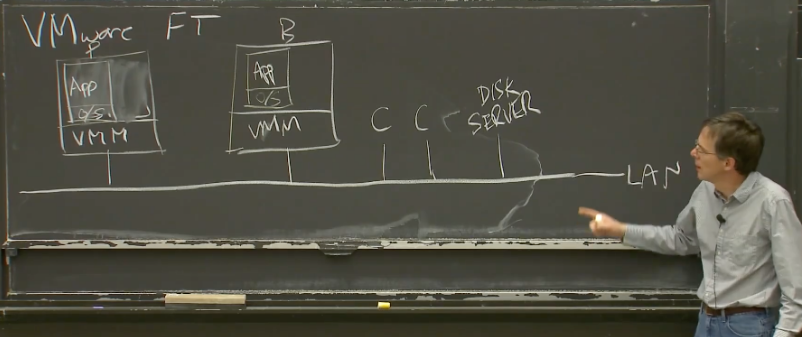 VMware FT
P
App
O/S.
VMM
B
App
O/S
VMM
C C
DISK
SERVER
LAN